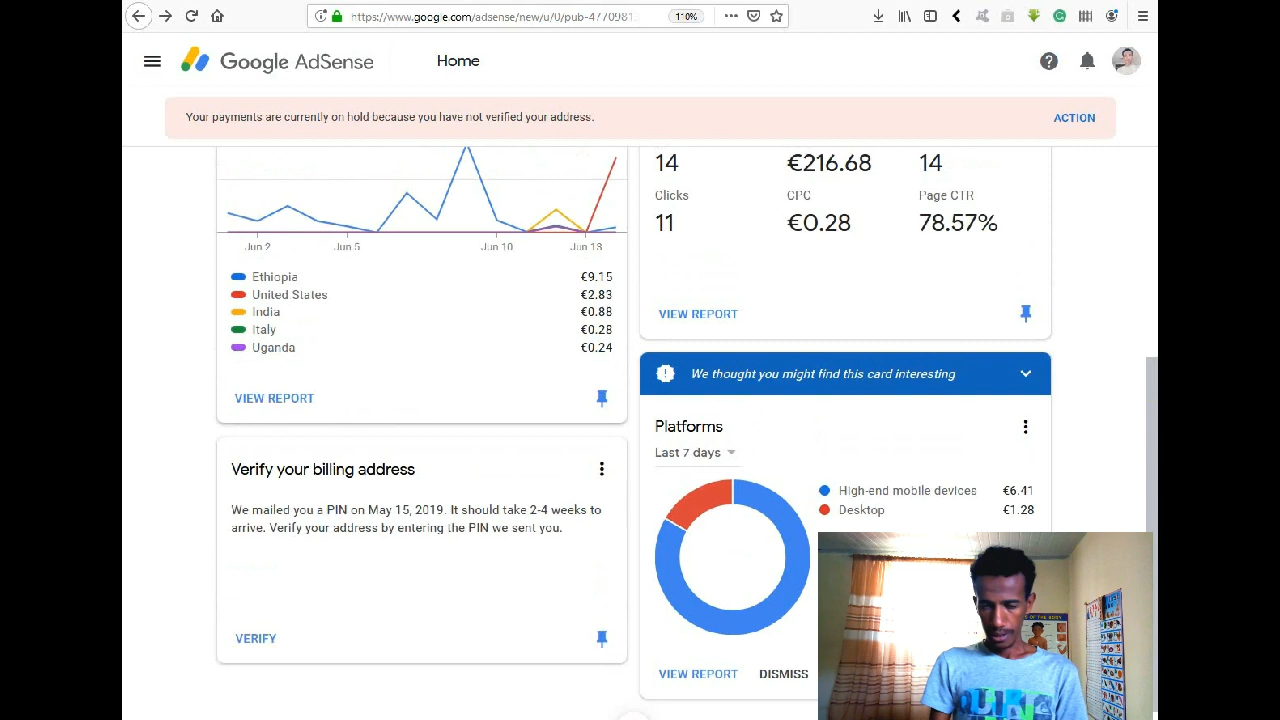 https://www.google.com/adsense/new/u/0/pub-4770981
110%
Google AdSense
Home
Your payments are currently on hold because you have not verified your address.
ACTION
Jun 2
Jun 5
Jun 10
Jun 13
Ethiopia
€9.15
United States
€2.83
India
€0.88
Italy
€0.28
Uganda
€0.24
VIEW REPORT
14
€216.68
14
Clicks
CPC
Page CTR
11
€0.28
78.57%
VIEW REPORT
Verify your billing address
We mailed you a PIN on May 15, 2019. It should take 2-4 weeks to
arrive. Verify your address by entering the PIN we sent you.
VERIFY
We thought you might find this card interesting
Platforms
Last 7 days
High-end mobile devices
€6.41
Desktop
€1.28
VIEW REPORT
DISMISS
OF THE BODY